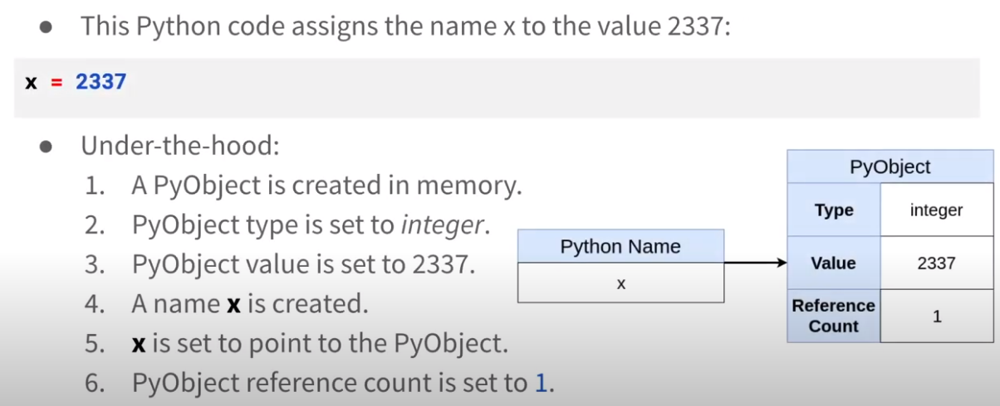 ● This Python code assigns the name x to the value 2337:
x = 2337
● Under-the-hood:
1. A PyObject is created in memory.
2. PyObject type is set to integer.
3. PyObject value is set to 2337.
4. A name x is created.
5. x is set to point to the PyObject.
6. PyObject reference count is set to 1.
Python Name
x
PyObject
Type integer
Value 2337
Reference
Count 1